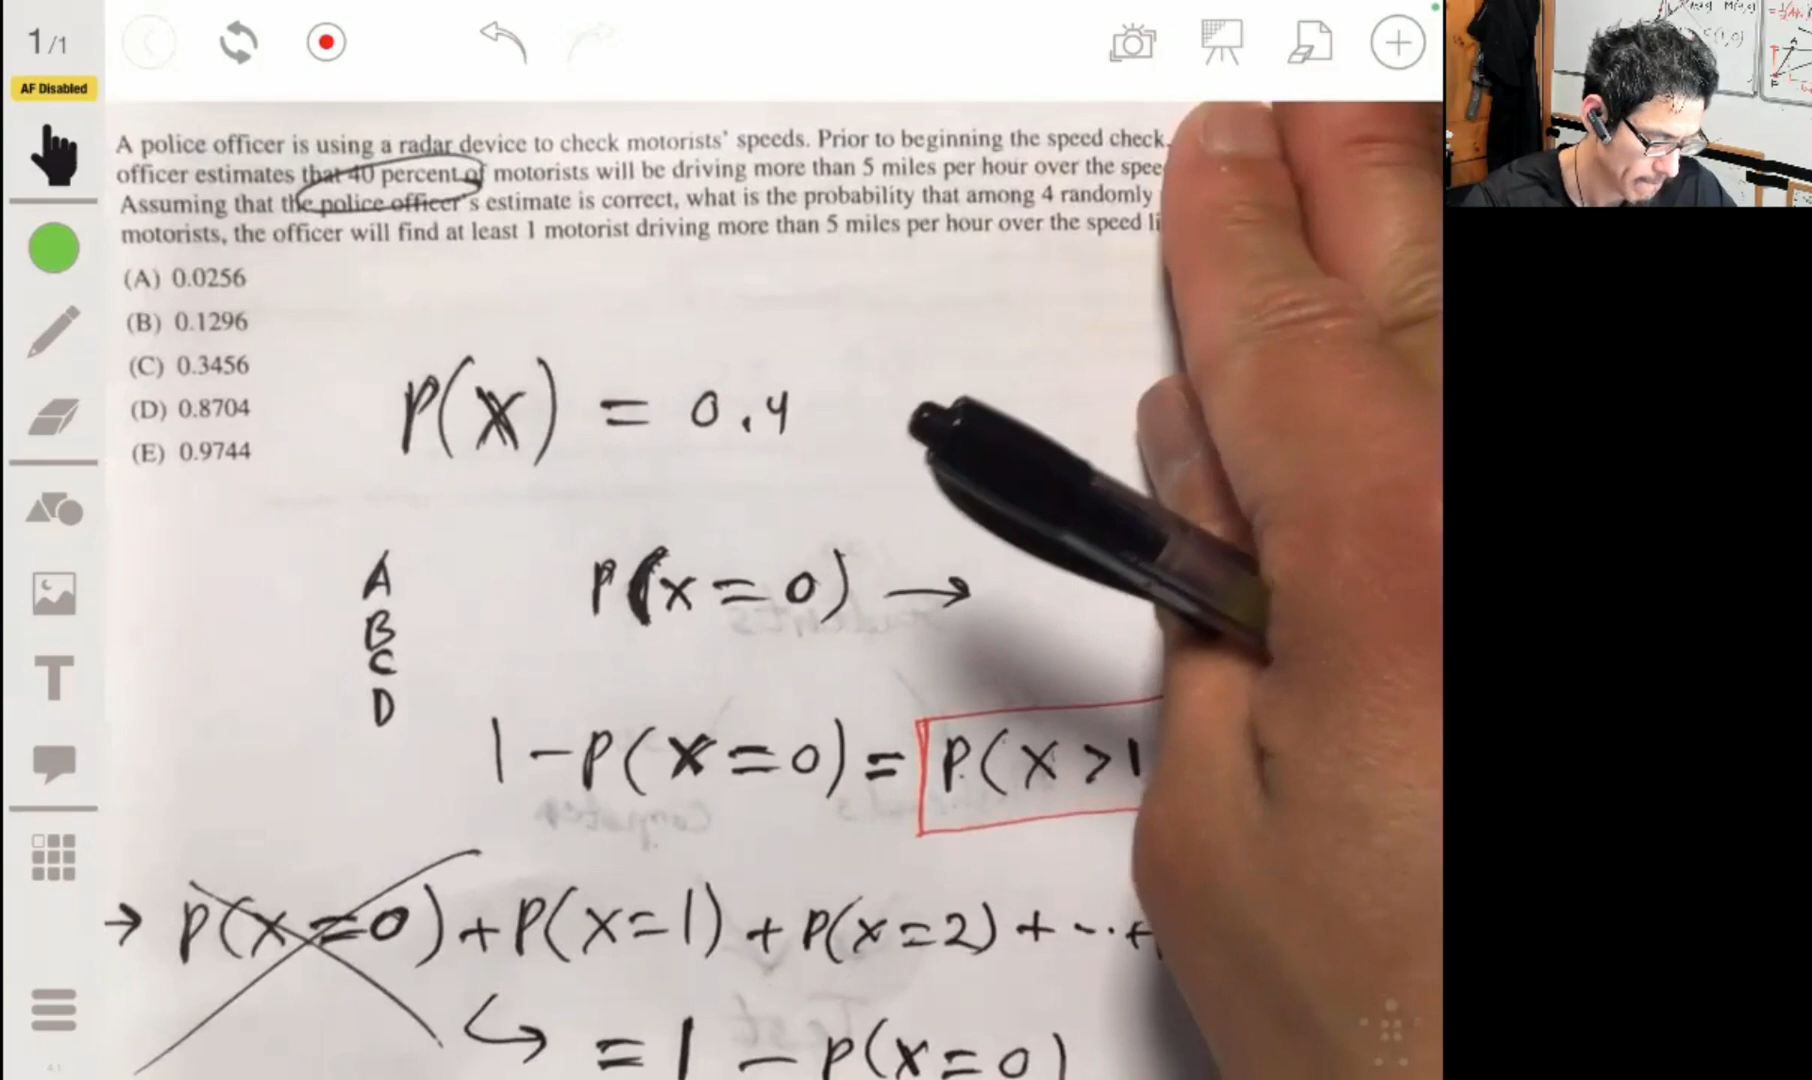 1/1
AF Disabled
A police officer is using a radar device to check motorists' speeds. Prior to beginning the speed check,
officer estimates that 40 percent of motorists will be driving more than 5 miles per hour over the spee
Assuming that the police officer's estimate is correct, what is the probability that among 4 randomly
motorists, the officer will find at least 1 motorist driving more than 5 miles per hour over the speed li
(A) 0.0256
(B) 0.1296
(C) 0.3456
(D) 0.8704
(E) 0.9744
P(X) = 0.4
A
B
C
D
P(X=0) →
1-P(X=0)= P(X>1
→ P(X=0)+P(X=1)+P(X=2)+...+
↪ = 1 - P(X=0)
T